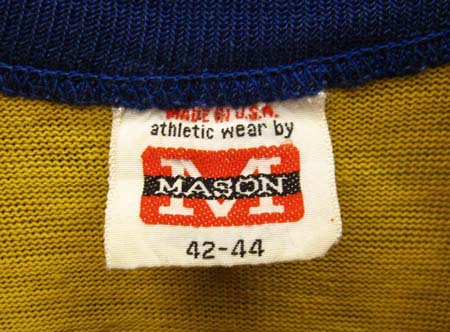 MADE IN U.S.A.
athletic wear by
M
MASON
42-44